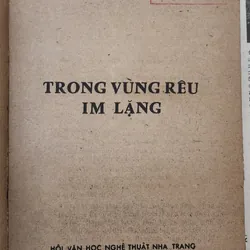 TRONG VÙNG RÊU
IM LẶNG
HỘI VĂN HỌC NGHỆ THUẬT NHA TRANG